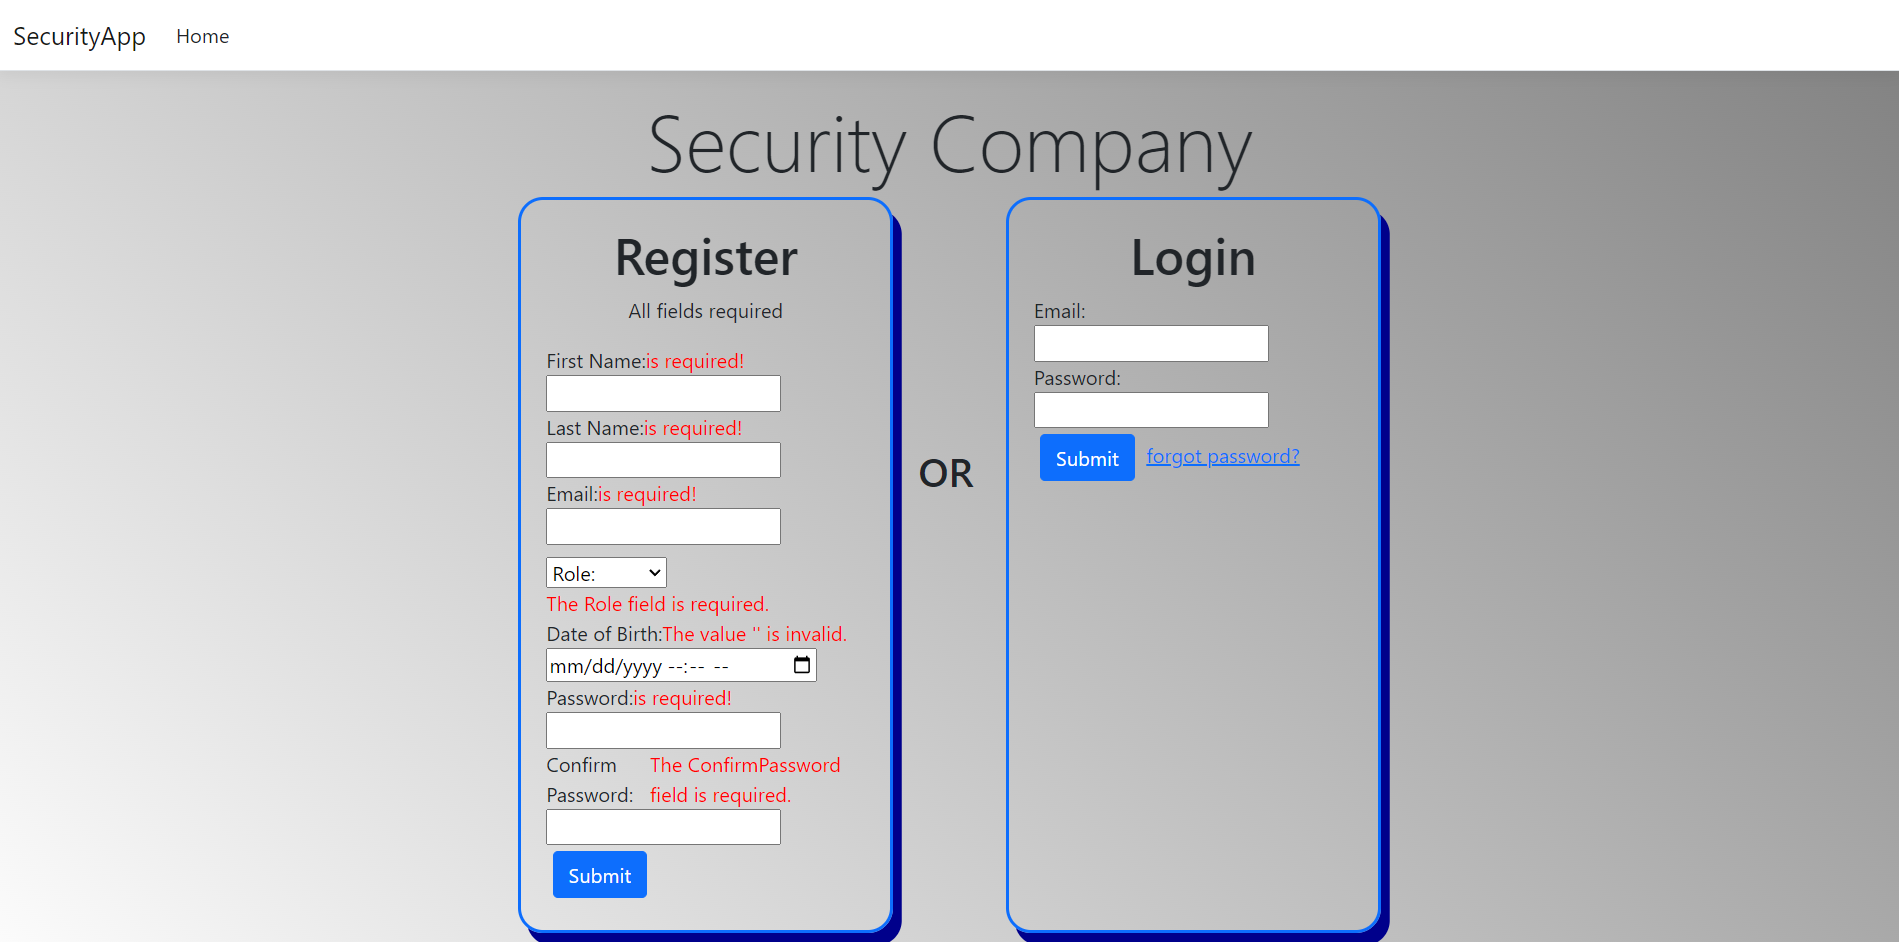 SecurityApp Home
Security Company
Register
All fields required
First Name:is required!
Last Name:is required!
Email:is required!
Role:
The Role field is required.
Date of Birth:The value '' is invalid.
mm/dd/yyyy --:-- --
Password:is required!
Confirm Password: The ConfirmPassword field is required.
Submit
OR
Login
Email:
Password:
Submit forgot password?